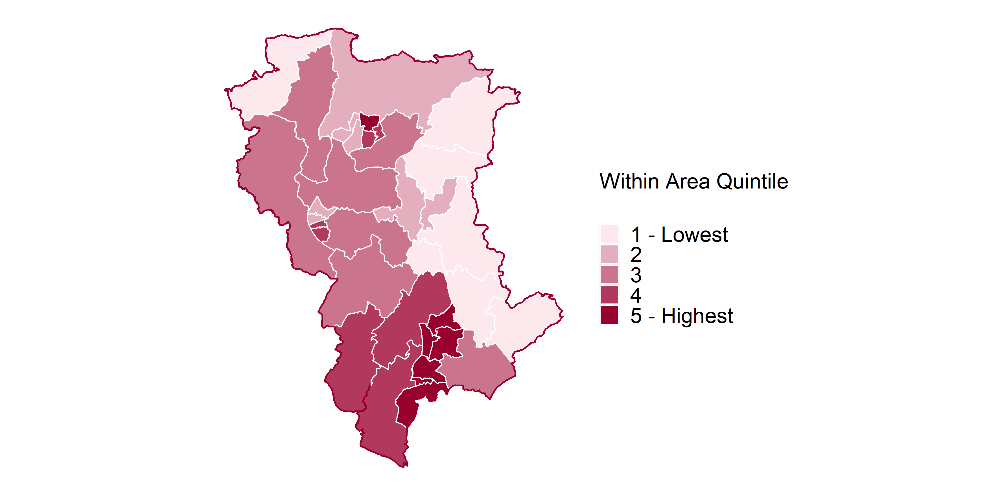 Within Area Quintile
1 - Lowest
2
3
4
5 - Highest